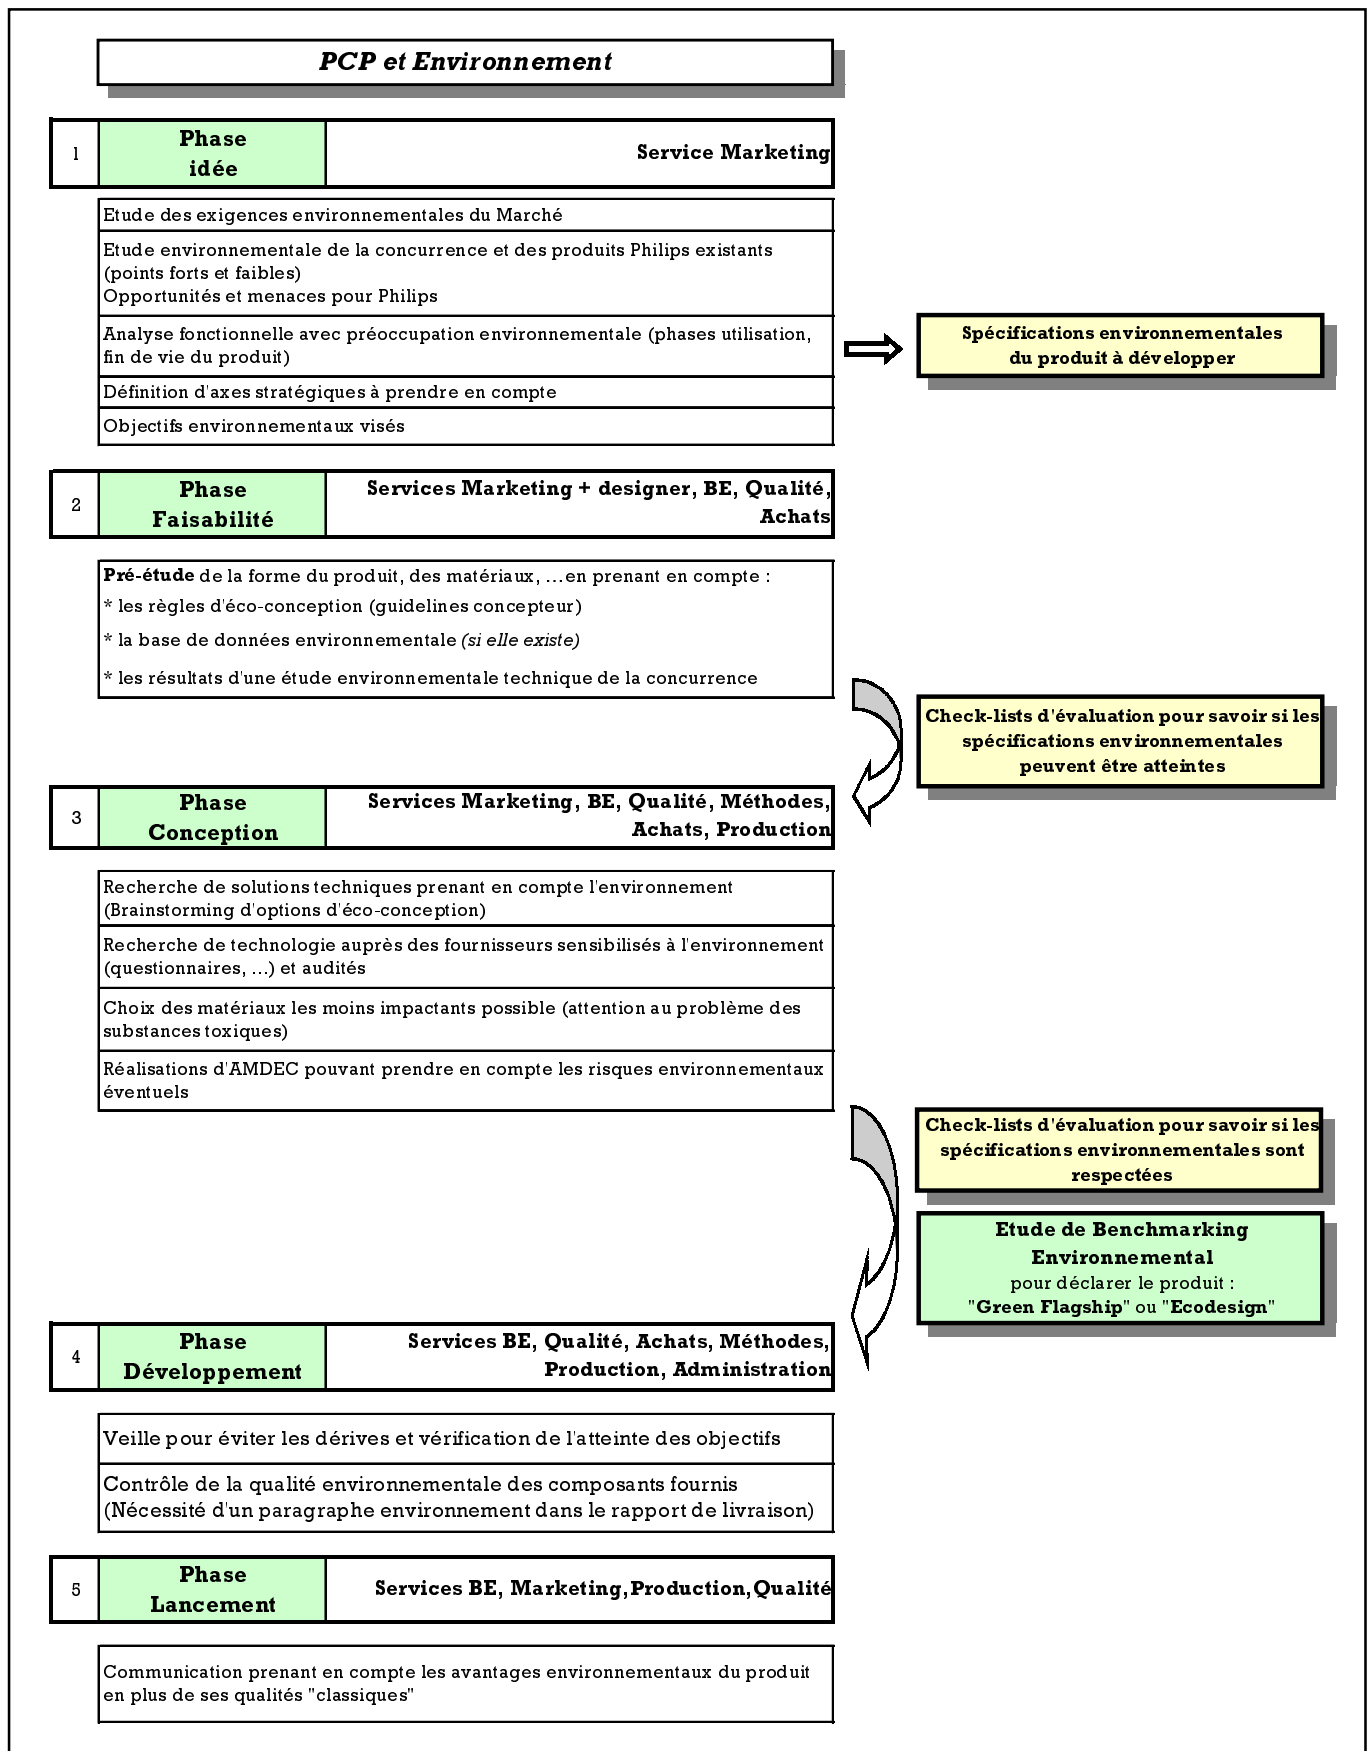 PCP et Environnement
1
Phase
idée
Service Marketing
Etude des exigences environnementales du Marché
Etude environnementale de la concurrence et des produits Philips existants
(points forts et faibles)
Opportunités et menaces pour Philips
Analyse fonctionnelle avec préoccupation environnementale (phases utilisation,
fin de vie du produit)
Définition d'axes stratégiques à prendre en compte
Objectifs environnementaux visés
Spécifications environnementales
du produit à développer
2
Phase
Faisabilité
Services Marketing + designer, BE, Qualité,
Achats
Pré-étude de la forme du produit, des matériaux, ...en prenant en compte :
* les règles d'éco-conception (guidelines concepteur)
* la base de données environnementale (si elle existe)
* les résultats d'une étude environnementale technique de la concurrence
Check-lists d'évaluation pour savoir si les
spécifications environnementales
peuvent être atteintes
3
Phase
Conception
Services Marketing, BE, Qualité, Méthodes,
Achats, Production
Recherche de solutions techniques prenant en compte l'environnement
(Brainstorming d'options d'éco-conception)
Recherche de technologie auprès des fournisseurs sensibilisés à l'environnement
(questionnaires, ...) et audités
Choix des matériaux les moins impactants possible (attention au problème des
substances toxiques)
Réalisations d'AMDEC pouvant prendre en compte les risques environnementaux
éventuels
Check-lists d'évaluation pour savoir si les
spécifications environnementales sont
respectées
Etude de Benchmarking
Environnemental
pour déclarer le produit :
"Green Flagship" ou "Ecodesign"
4
Phase
Développement
Services BE, Qualité, Achats, Méthodes,
Production, Administration
Veille pour éviter les dérives et vérification de l'atteinte des objectifs
Contrôle de la qualité environnementale des composants fournis
(Nécessité d'un paragraphe environnement dans le rapport de livraison)
5
Phase
Lancement
Services BE, Marketing,Production,Qualité
Communication prenant en compte les avantages environnementaux du produit
en plus de ses qualités "classiques"